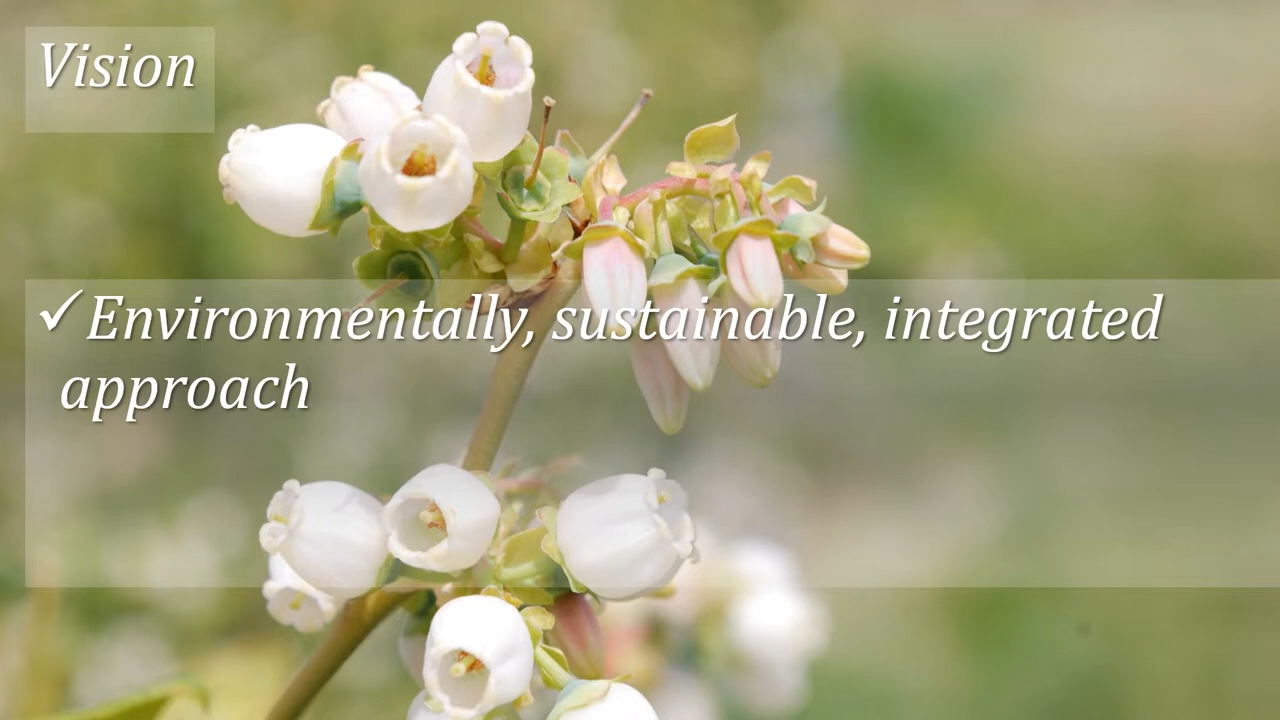 Vision
✓Environmentally, sustainable, integrated
approach